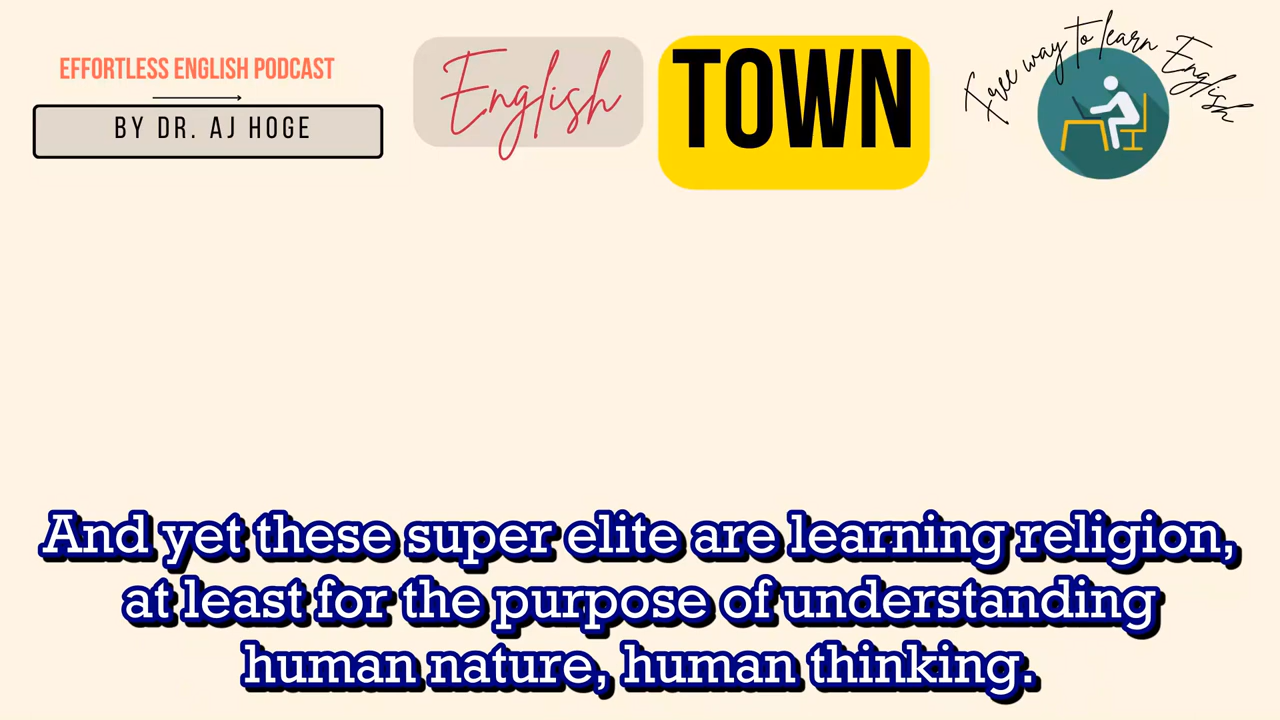 EFFORTLESS ENGLISH PODCAST
BY DR. AJ HOGE
English
TOWN
Free way to learn English
And yet these super elite are learning religion,
at least for the purpose of understanding
human nature, human thinking.